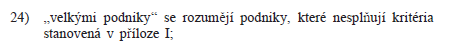 24) „velkými podniky“ se rozumějí podniky, které nesplňují kritéria
stanovená v příloze I;